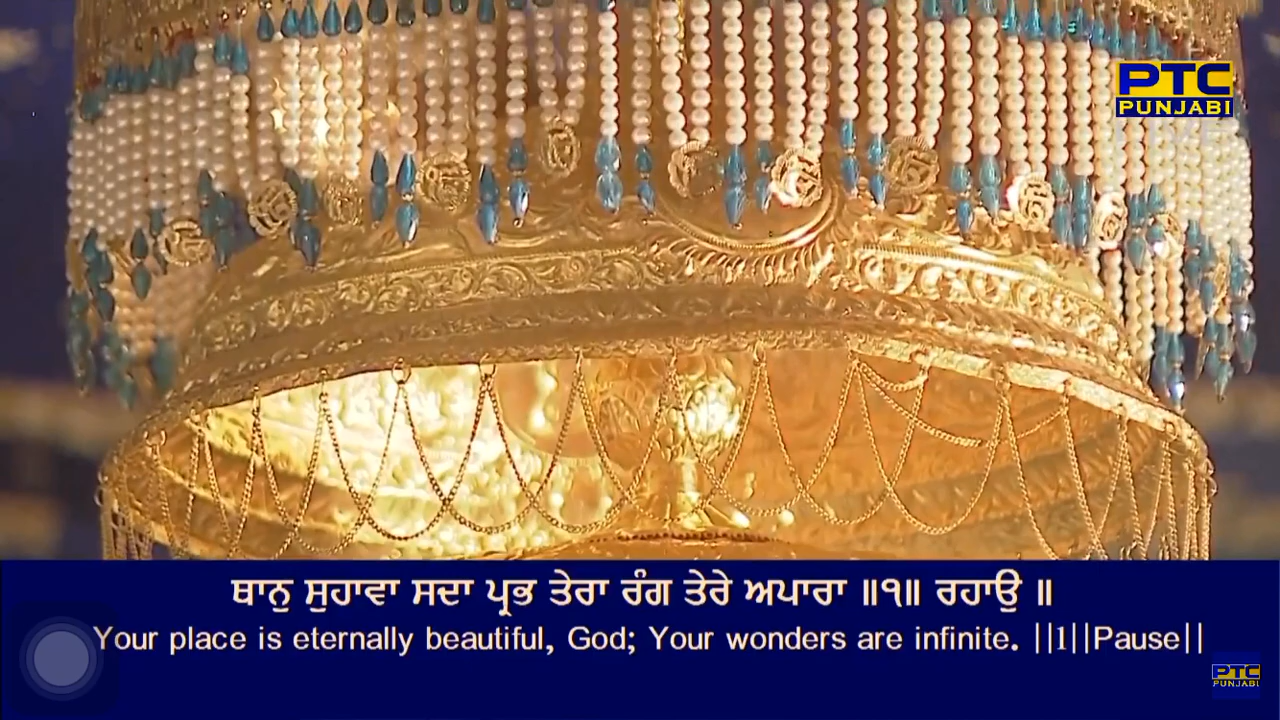 PTC
PUNJABI
ਥਾਨੁ ਸੁਹਾਵਾ ਸਦਾ ਪ੍ਰਭ ਤੇਰਾ ਰੰਗ ਤੇਰੇ ਅਪਾਰਾ ॥੧॥ ਰਹਾਉ ॥
Your place is eternally beautiful, God; Your wonders are infinite. ||1||Pause||
PTC
PUNJABI